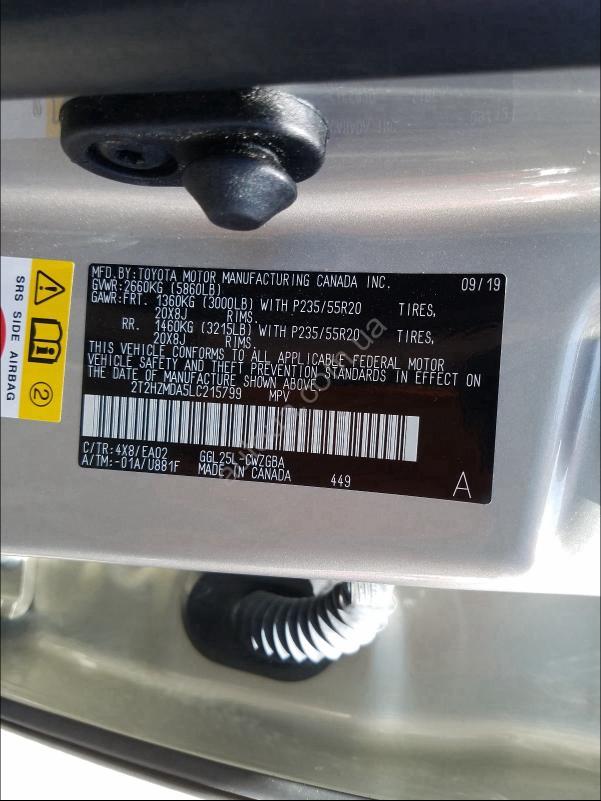 MFD.BY:TOYOTA MOTOR MANUFACTURING CANADA INC. 09/19
GVWR:2660KG (5860LB)
GAWR:FRT. 1360KG (3000LB) WITH P235/55R20 TIRES,
20X8J RIMS.
RR. 1460KG (3215LB) WITH P235/55R20 TIRES,
20X8J RIMS.
THIS VEHICLE CONFORMS TO ALL APPLICABLE FEDERAL MOTOR
VEHICLE SAFETY AND THEFT PREVENTION STANDARDS IN EFFECT ON
THE DATE OF MANUFACTURE SHOWN ABOVE.
2T2HZMDA5LC215799 MPV
C/TR:4X8/EA02 GGL25L-CWZGBA
A/TM:-01A/U881F MADE IN CANADA 449
A
SRS SIDE AIRBAG
2